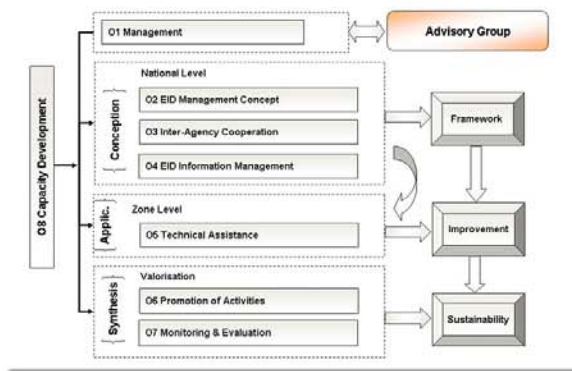 O1 Management
Advisory Group
National Level
O2 EID Management Concept
O3 Inter-Agency Cooperation
O4 EID Information Management
Conception
Framework
O8 Capacity Development
Zone Level
Applic.
O5 Technical Assistance
Improvement
Valorisation
Synthesis
O6 Promotion of Activities
O7 Monitoring & Evaluation
Sustainability